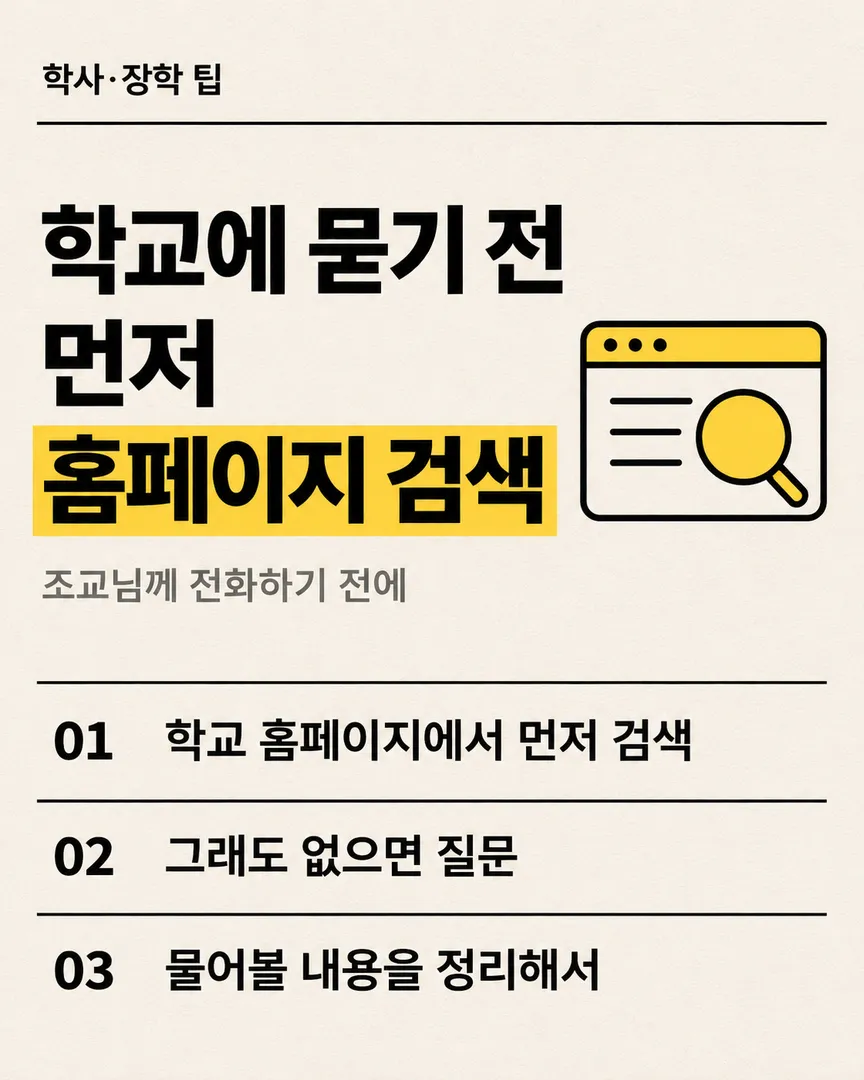 학사·장학 팁
학교에 묻기 전
먼저
홈페이지 검색
조교님께 전화하기 전에
01 학교 홈페이지에서 먼저 검색
02 그래도 없으면 질문
03 물어볼 내용을 정리해서